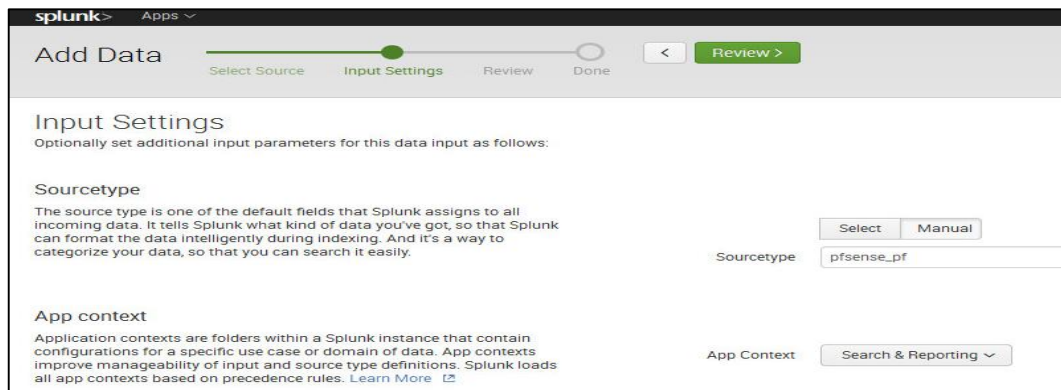 splunk> Apps
Add Data
Select Source Input Settings Review Done
< Review >
Input Settings
Optionally set additional input parameters for this data input as follows:
Sourcetype
The source type is one of the default fields that Splunk assigns to all
incoming data. It tells Splunk what kind of data you've got, so that Splunk
can format the data intelligently during indexing. And it's a way to
categorize your data, so that you can search it easily.
Select Manual
Sourcetype pfsense_pf
App context
Application contexts are folders within a Splunk instance that contain
configurations for a specific use case or domain of data. App contexts
improve manageability of input and source type definitions. Splunk loads
all app contexts based on precedence rules. Learn More
App Context Search & Reporting